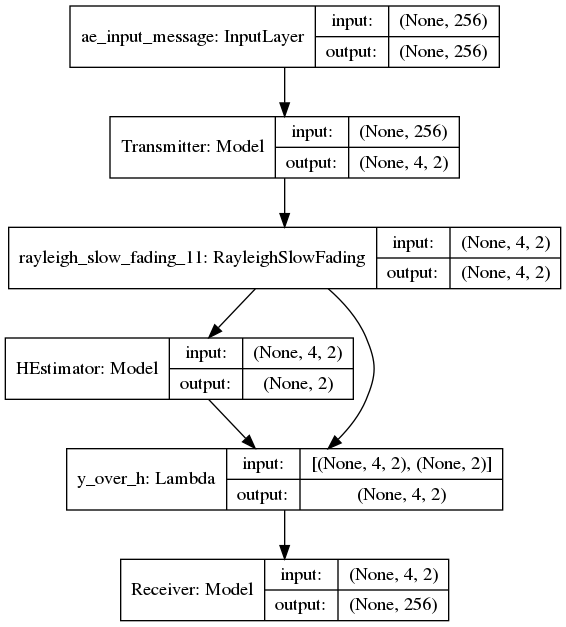 ae_input_message: InputLayer
input: (None, 256)
output: (None, 256)
Transmitter: Model
input: (None, 256)
output: (None, 4, 2)
rayleigh_slow_fading_11: RayleighSlowFading
input: (None, 4, 2)
output: (None, 4, 2)
HEstimator: Model
input: (None, 4, 2)
output: (None, 2)
y_over_h: Lambda
input: [(None, 4, 2), (None, 2)]
output: (None, 4, 2)
Receiver: Model
input: (None, 4, 2)
output: (None, 256)